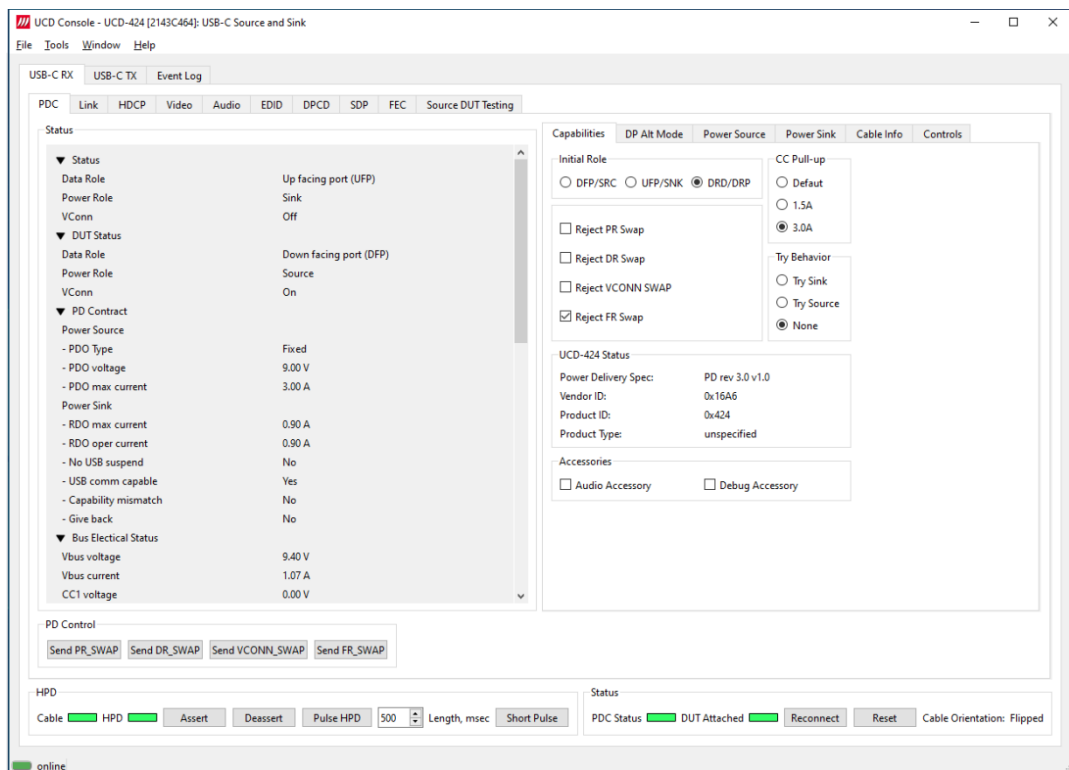 UCD Console - UCD-424 [2143C464]: USB-C Source and Sink
File Tools Window Help
USB-C RX USB-C TX Event Log
PDC Link HDCP Video Audio EDID DPCD SDP FEC Source DUT Testing
Status
Status
Data Role Up facing port (UFP)
Power Role Sink
VConn Off
DUT Status
Data Role Down facing port (DFP)
Power Role Source
VConn On
PD Contract
Power Source
- PDO Type Fixed
- PDO voltage 9.00 V
- PDO max current 3.00 A
Power Sink
- RDO max current 0.90 A
- RDO oper current 0.90 A
- No USB suspend No
- USB comm capable Yes
- Capability mismatch No
- Give back No
Bus Electical Status
Vbus voltage 9.40 V
Vbus current 1.07 A
CC1 voltage 0.00 V
Capabilities DP Alt Mode Power Source Power Sink Cable Info Controls
Initial Role
DFP/SRC UFP/SNK DRD/DRP
Reject PR Swap
Reject DR Swap
Reject VCONN SWAP
Reject FR Swap
CC Pull-up
Defaut
1.5A
3.0A
Try Behavior
Try Sink
Try Source
None
UCD-424 Status
Power Delivery Spec: PD rev 3.0 v1.0
Vendor ID: 0x16A6
Product ID: 0x424
Product Type: unspecified
Accessories
Audio Accessory Debug Accessory
PD Control
Send PR_SWAP Send DR_SWAP Send VCONN_SWAP Send FR_SWAP
HPD
Cable HPD Assert Deassert Pulse HPD 500 Length, msec Short Pulse
Status
PDC Status DUT Attached Reconnect Reset Cable Orientation: Flipped
online